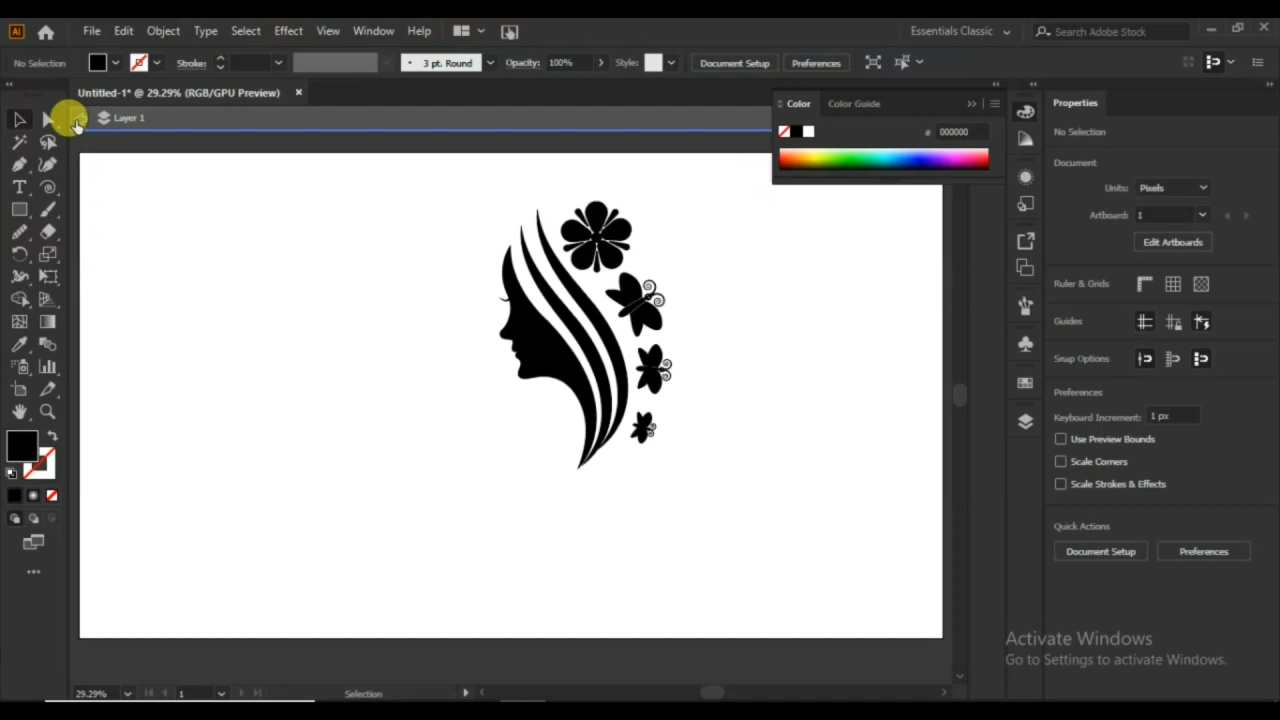 Ai File Edit Object Type Select Effect View Window Help Essentials Classic Search Adobe Stock
No Selection Stroke: 3 pt. Round Opacity: 100% Style: Document Setup Preferences
Untitled-1* @ 29.29% (RGB/GPU Preview)
Layer 1
Color Color Guide
# 000000
Properties
No Selection
Document
Units: Pixels
Artboard: 1
Edit Artboards
Ruler & Grids
Guides
Snap Options
Preferences
Keyboard Increment: 1 px
Use Preview Bounds
Scale Corners
Scale Strokes & Effects
Quick Actions
Document Setup Preferences
Activate Windows
Go to Settings to activate Windows.
29.29% 1 Selection